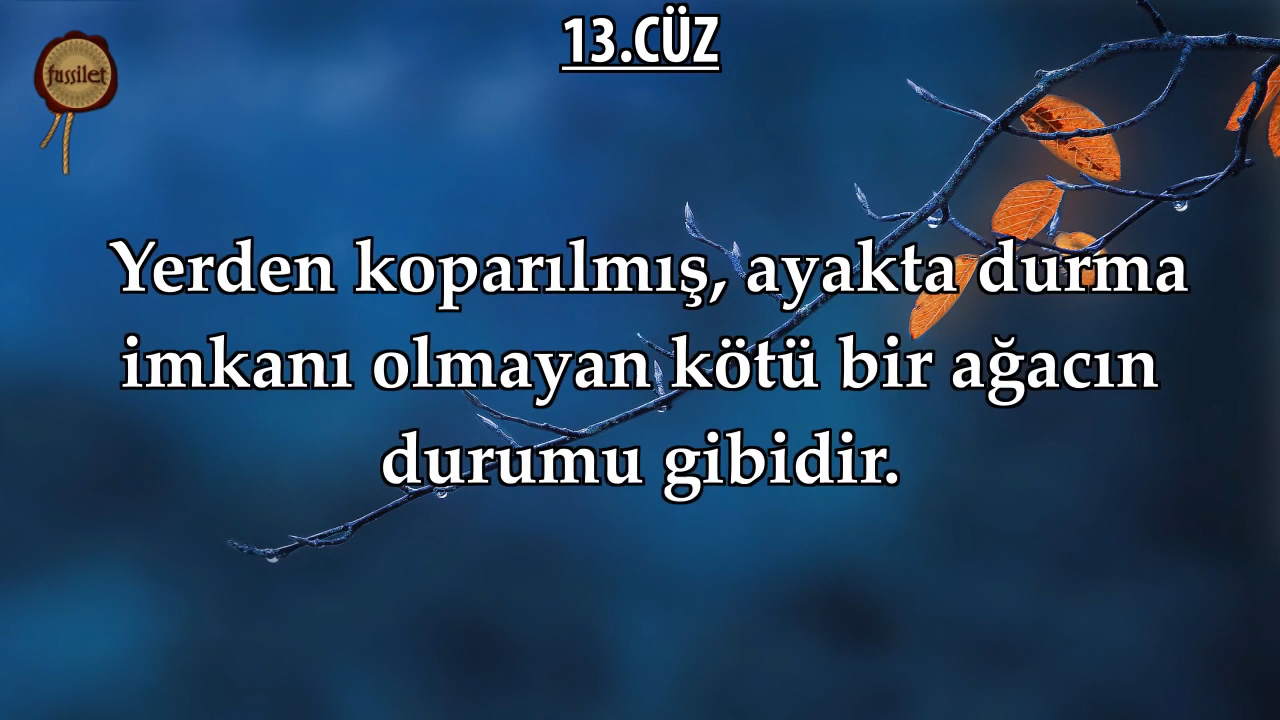 13.CÜZ
fussilet
Yerden koparılmış, ayakta durma
imkanı olmayan kötü bir ağacın
durumu gibidir.